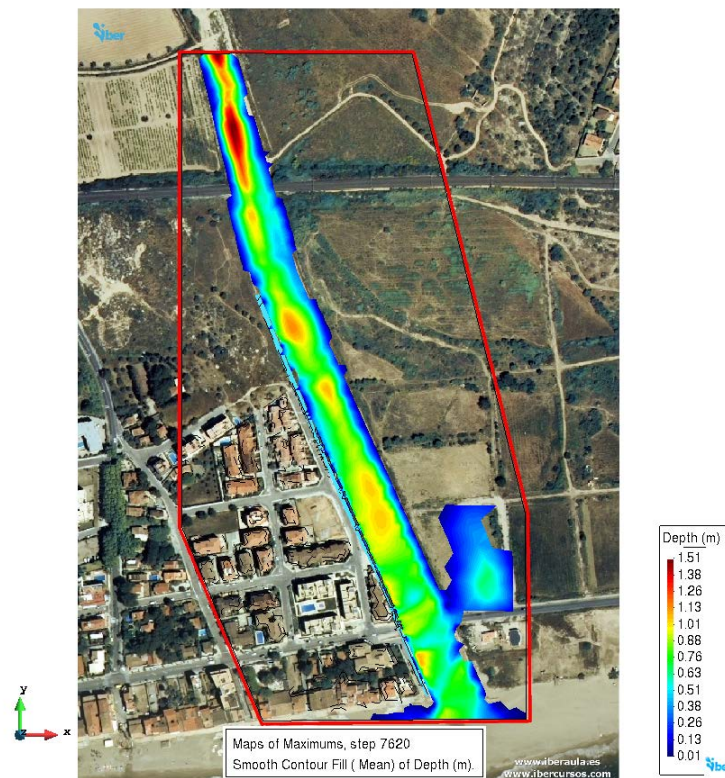 iber
Depth (m)
1.51
1.38
1.26
1.13
1.01
0.88
0.76
0.63
0.51
0.38
0.26
0.13
0.01
y
z
x
Maps of Maximums, step 7620
Smooth Contour Fill ( Mean) of Depth (m).
www.iberaula.es
www.ibercursos.com
iber